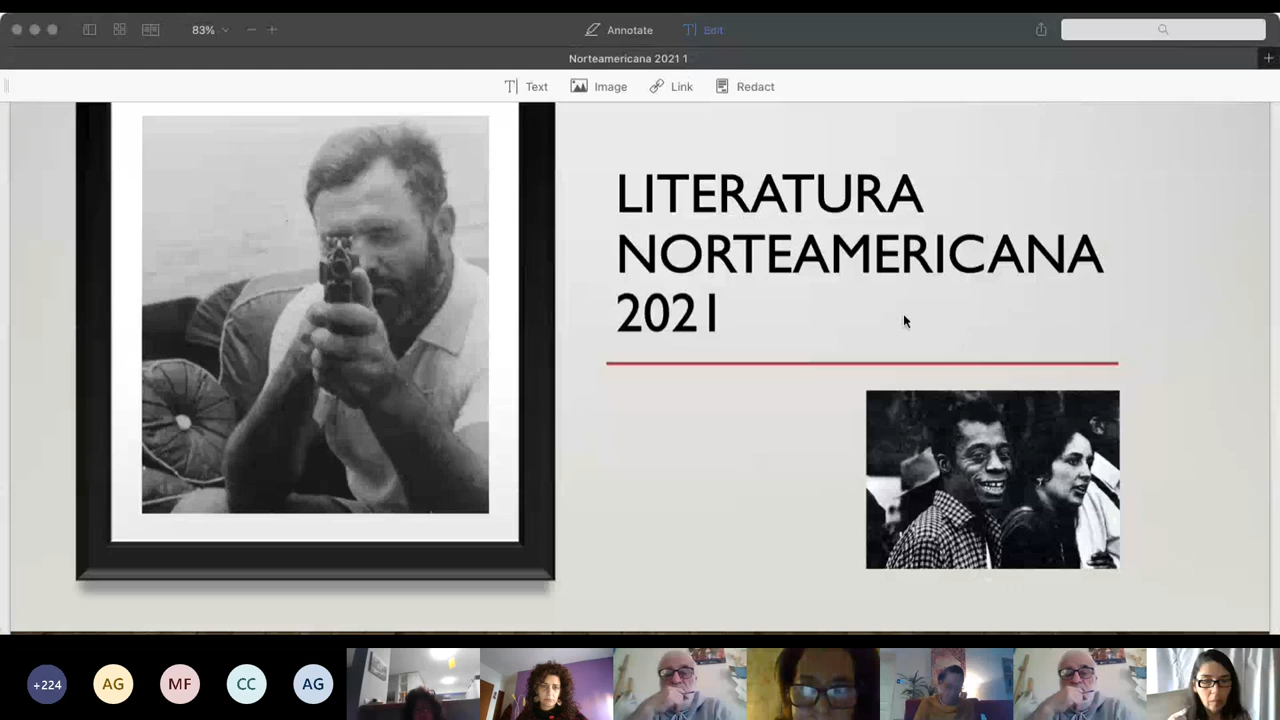 83%
Annotate
Edit
Norteamericana 2021 1
Text
Image
Link
Redact
LITERATURA
NORTEAMERICANA
2021
+224
AG
MF
CC
AG